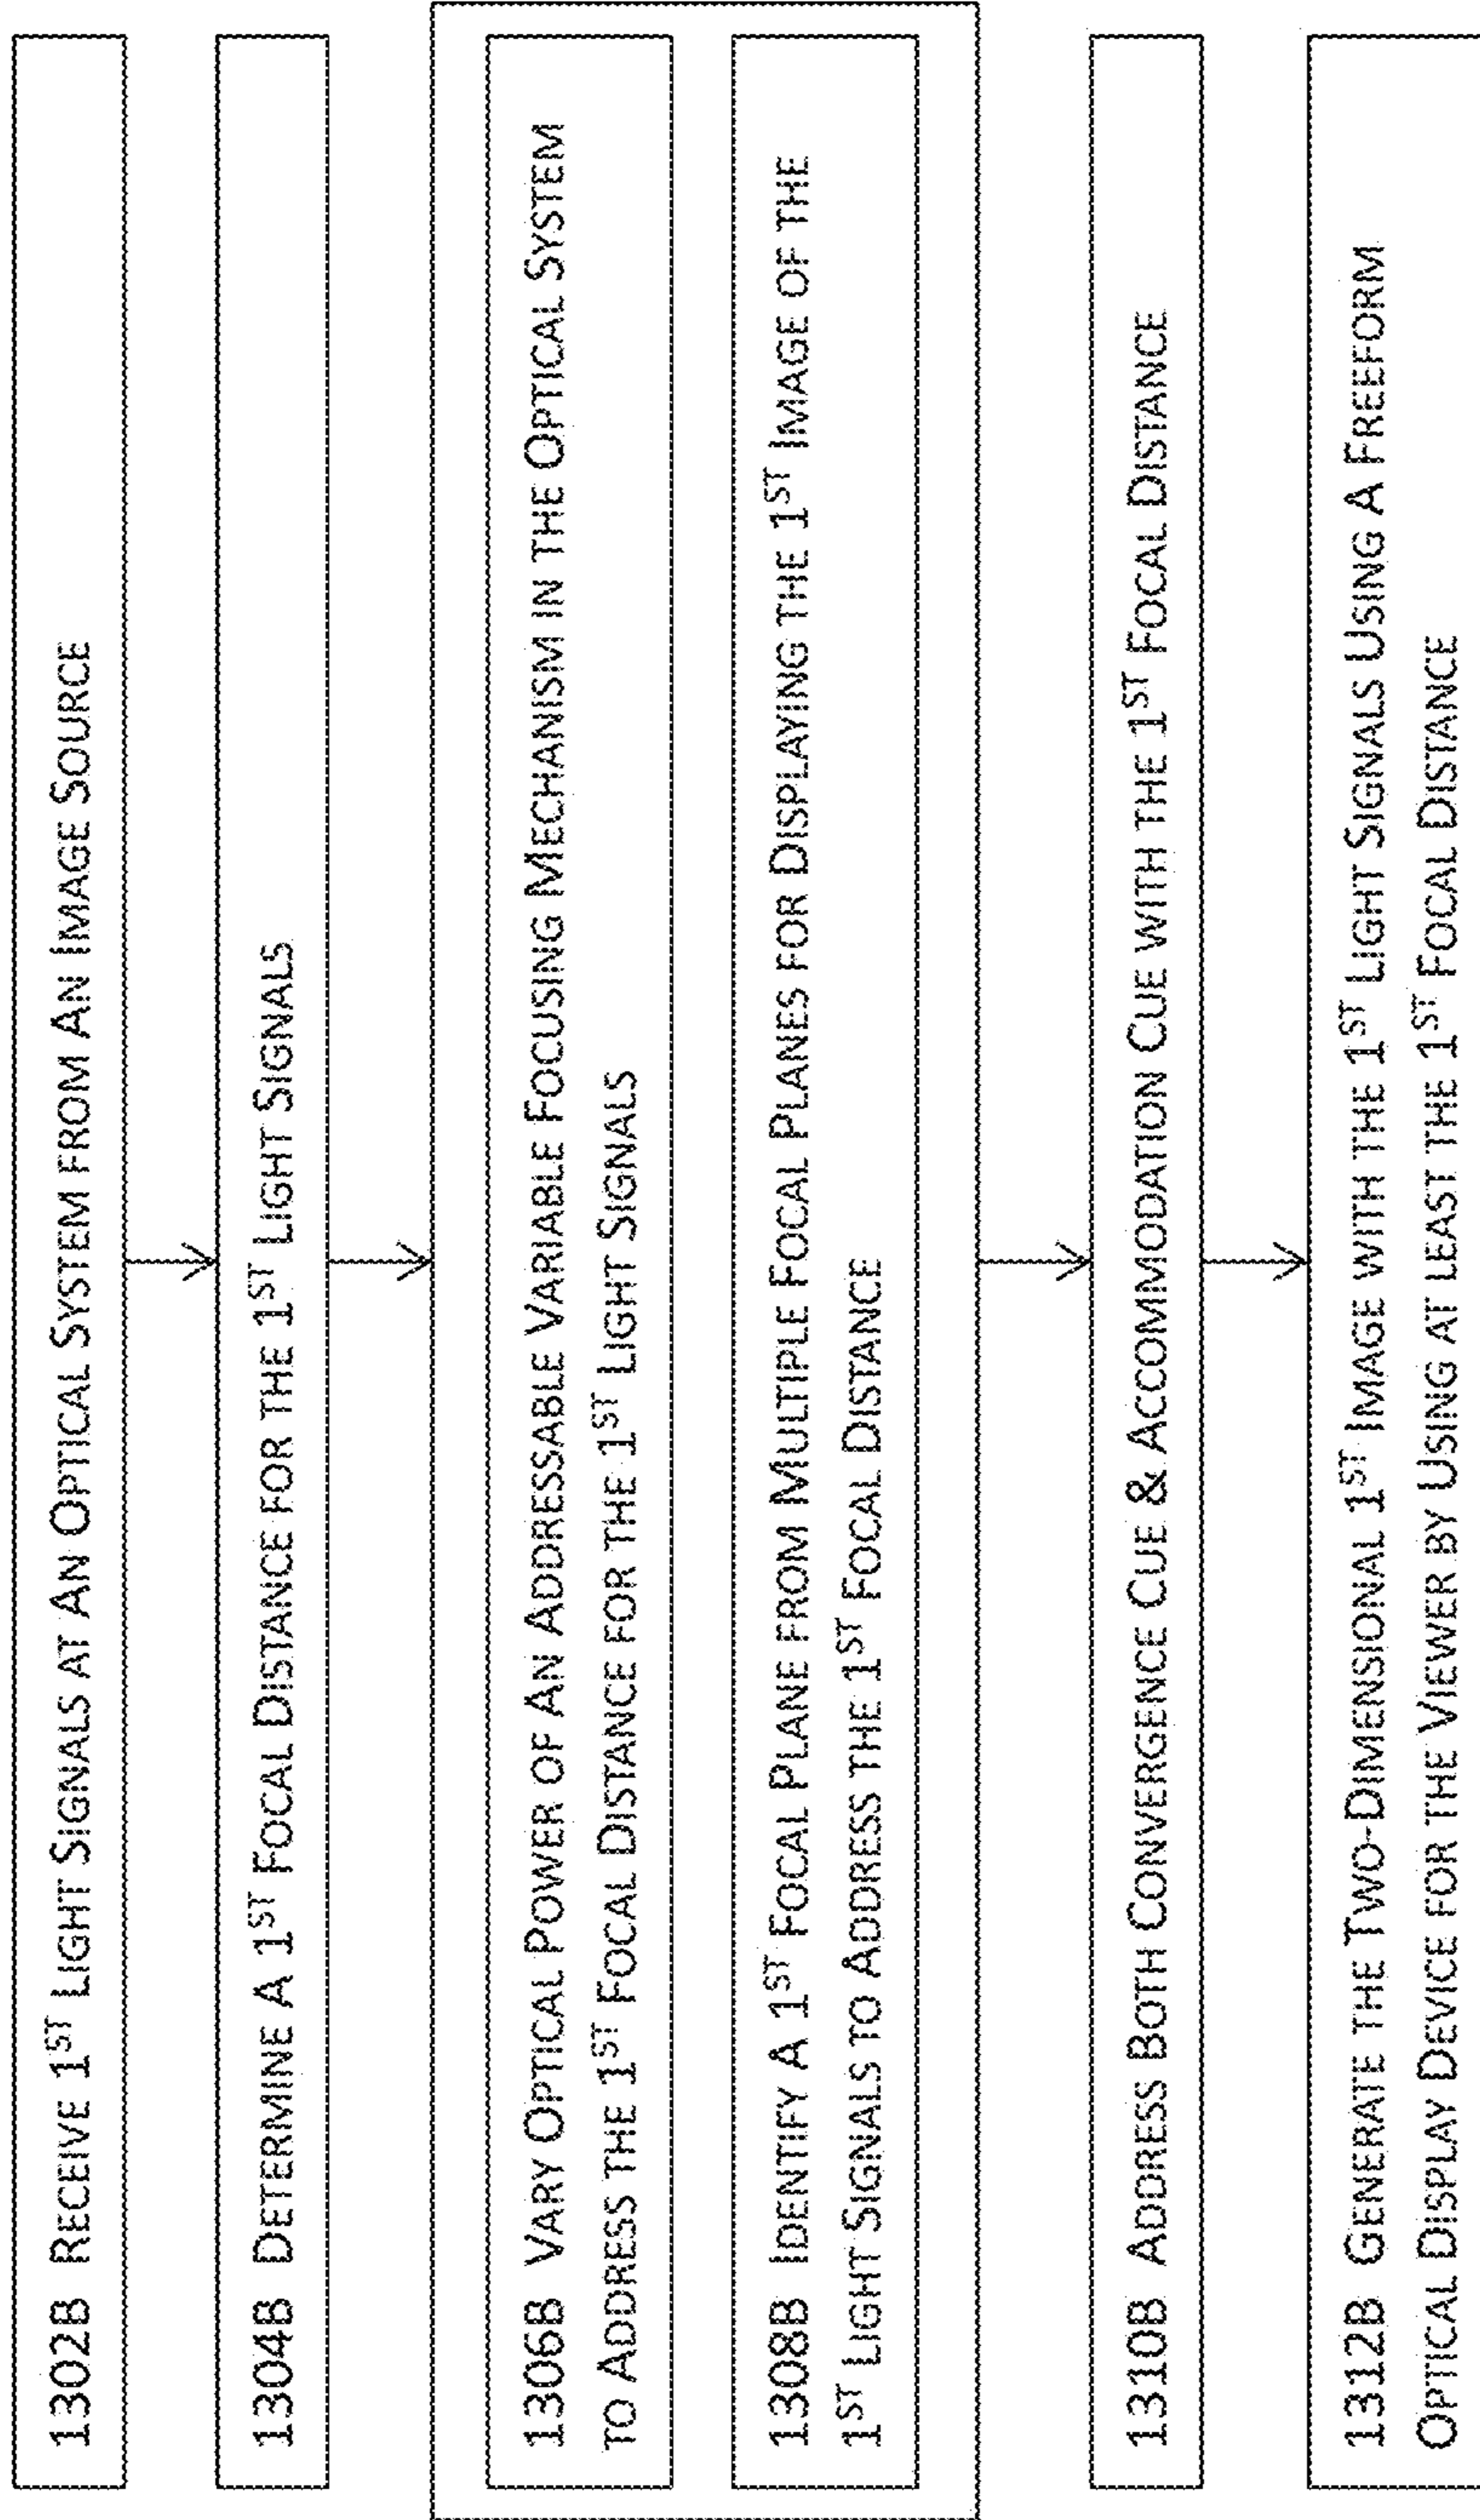 1302B RECEIVE 1ST LIGHT SIGNALS AT AN OPTICAL SYSTEM FROM AN IMAGE SOURCE
1304B DETERMINE A 1ST FOCAL DISTANCE FOR THE 1ST LIGHT SIGNALS
1306B VARY OPTICAL POWER OF AN ADDRESSABLE VARIABLE FOCUSING MECHANISM IN THE OPTICAL SYSTEM
TO ADDRESS THE 1ST FOCAL DISTANCE FOR THE 1ST LIGHT SIGNALS
1308B IDENTIFY A 1ST FOCAL PLANE FROM MULTIPLE FOCAL PLANES FOR DISPLAYING THE 1ST IMAGE OF THE
1ST LIGHT SIGNALS TO ADDRESS THE 1ST FOCAL DISTANCE
1310B ADDRESS BOTH CONVERGENCE CUE & ACCOMMODATION CUE WITH THE 1ST FOCAL DISTANCE
1312B GENERATE THE TWO-DIMENSIONAL 1ST IMAGE WITH THE 1ST LIGHT SIGNALS USING A FREEFORM
OPTICAL DISPLAY DEVICE FOR THE VIEWER BY USING AT LEAST THE 1ST FOCAL DISTANCE